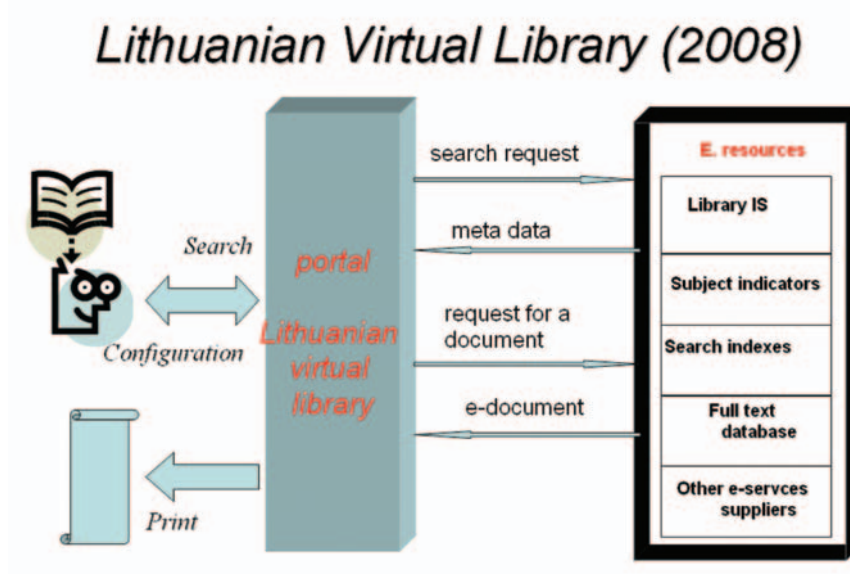 Lithuanian Virtual Library (2008)
Search
Configuration
Print
portal
Lithuanian
virtual
library
search request
meta data
request for a
document
e-document
E. resources
Library IS
Subject indicators
Search indexes
Full text
database
Other e-servces
suppliers